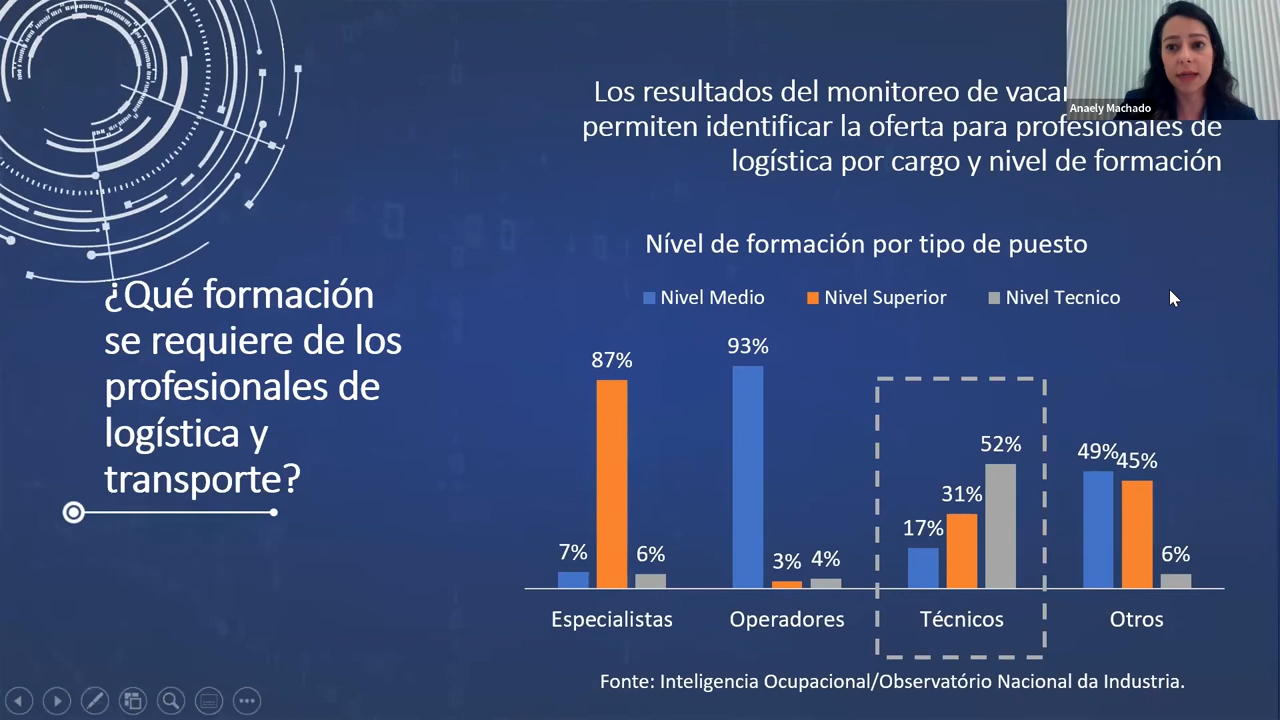 Los resultados del monitoreo de
Anaely Machado
permiten identificar la oferta para profesionales de
logística por cargo y nivel de formación
¿Qué formación
se requiere de los
profesionales de
logística y
transporte?
Nível de formación por tipo de puesto
Nivel Medio Nivel Superior Nivel Tecnico
7% 87% 6%
93% 3% 4%
17% 31% 52%
49% 45% 6%
Especialistas Operadores Técnicos Otros
Fonte: Inteligencia Ocupacional/Observatório Nacional da Industria.